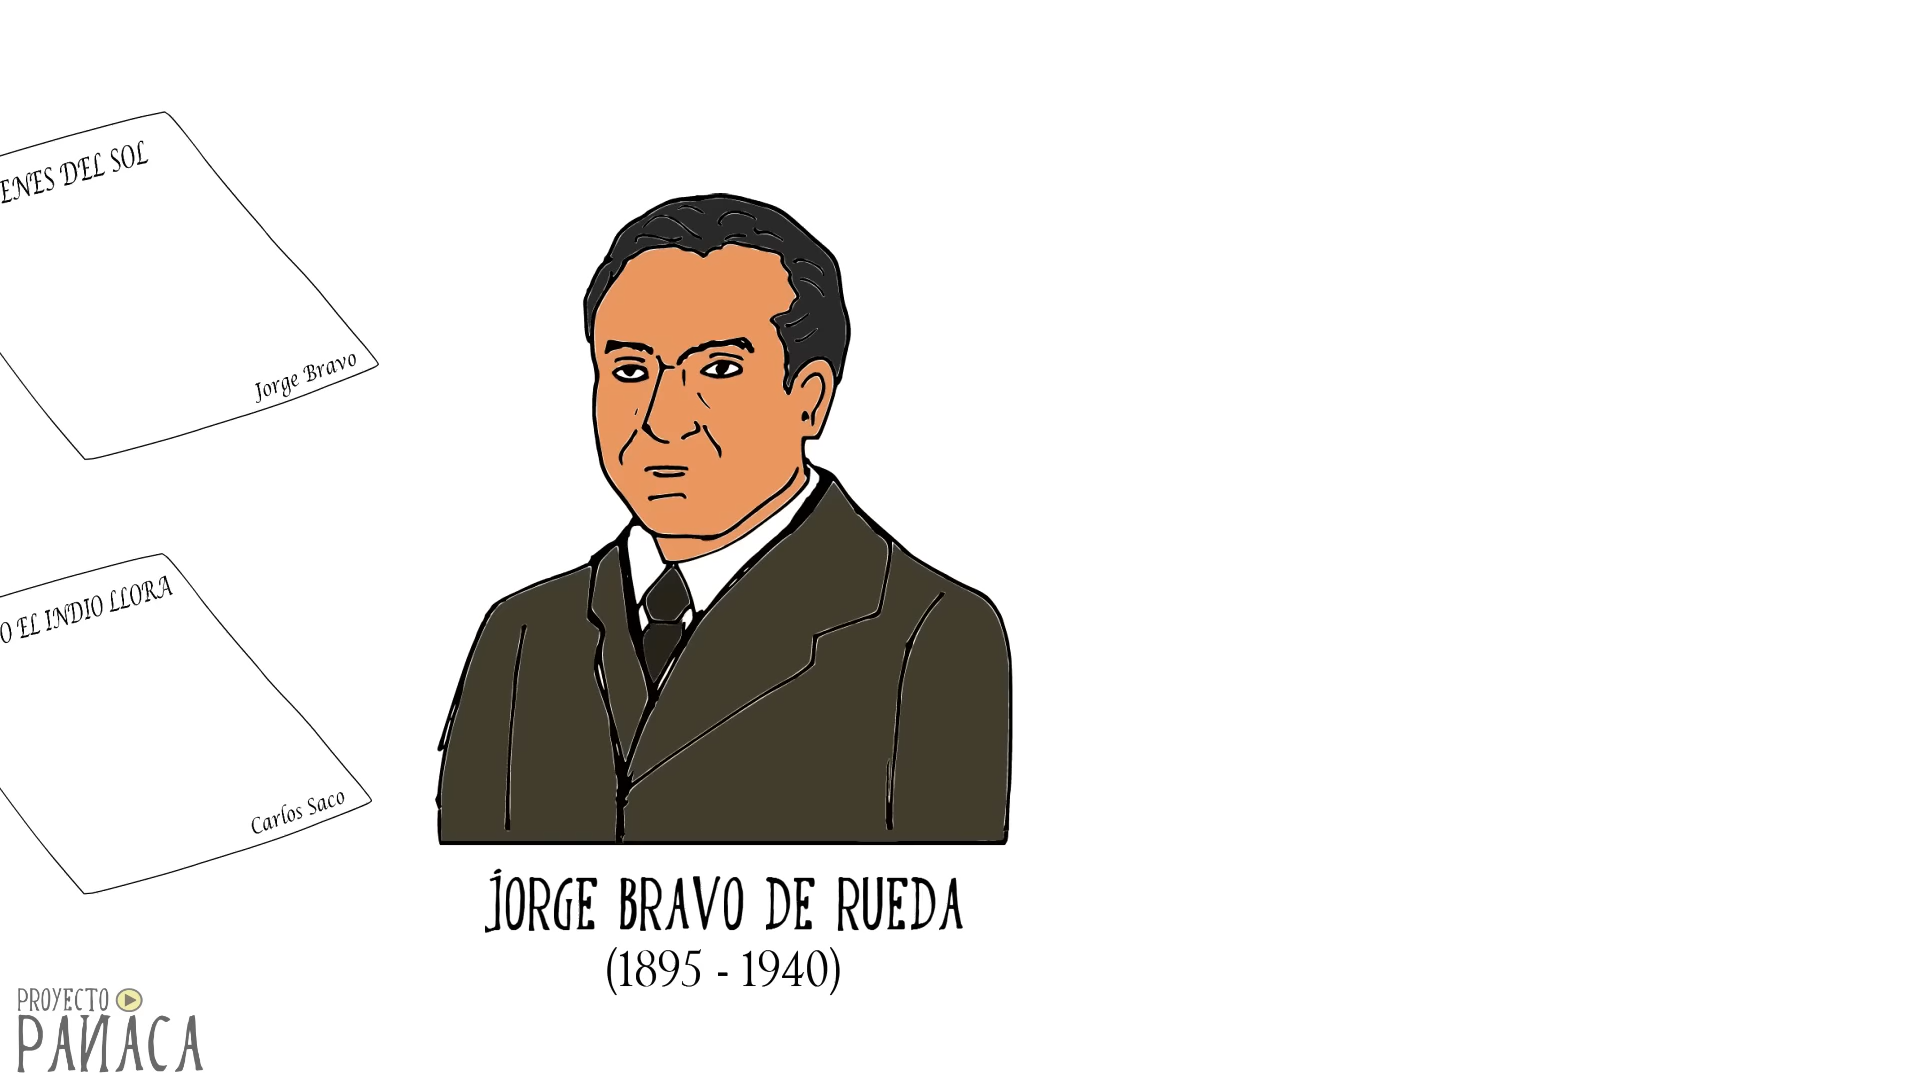 ENES DEL SOL
Jorge Bravo
O EL INDIO LLORA
Carlos Saco
JORGE BRAVO DE RUEDA
(1895 - 1940)
PROYECTO
PANACA